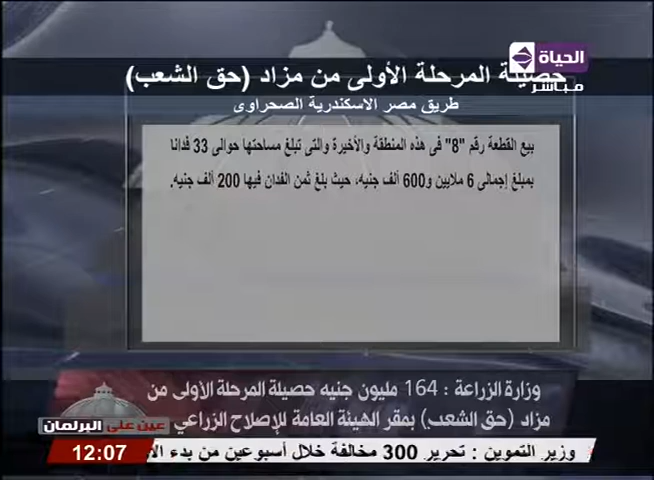 الحياة
مباشر
حصيلة المرحلة الأولى من مزاد (حق الشعب)
طريق مصر الاسكندرية الصحراوى
بيع القطعة رقم "8" فى هذه المنطقة والأخيرة والتى تبلغ مساحتها حوالى 33 فدانا
بمبلغ إجمالى 6 ملايين و600 ألف جنيه، حيث بلغ ثمن الفدان فيها 200 ألف جنيه.
وزارة الزراعة : 164 مليون جنيه حصيلة المرحلة الأولى من
مزاد (حق الشعب) بمقر الهيئة العامة للإصلاح الزراعي
عين على البرلمان
وزير التموين : تحرير 300 مخالفة خلال أسبوعين من بدء
12:07